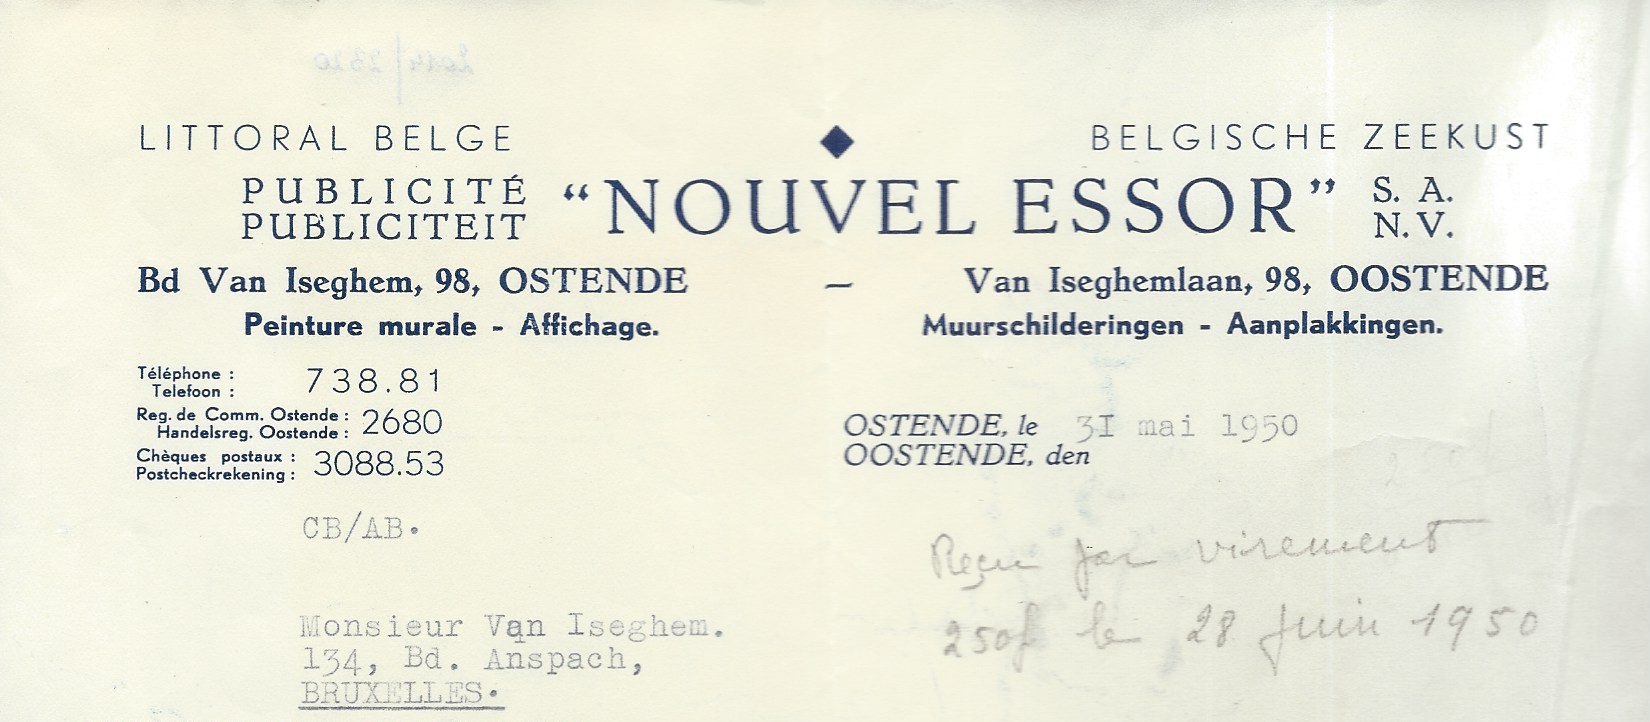 LITTORAL BELGE
BELGISCHE ZEEKUST
PUBLICITÉ
PUBLICITEIT
“NOUVEL ESSOR”
S. A.
N. V.
Bd Van Iseghem, 98, OSTENDE – Van Iseghemlaan, 98, OOSTENDE
Peinture murale - Affichage.
Muurschilderingen - Aanplakkingen.
Téléphone :
Telefoon :
738.81
Reg. de Comm. Ostende :
Handelsreg. Oostende :
2680
Chèques postaux :
Postcheckrekening :
3088.53
OSTENDE, le 31 mai 1950
OOSTENDE, den
CB/AB.
Reçu par virement
250f le 28 juin 1950
Monsieur Van Iseghem.
134, Bd. Anspach,
BRUXELLES.